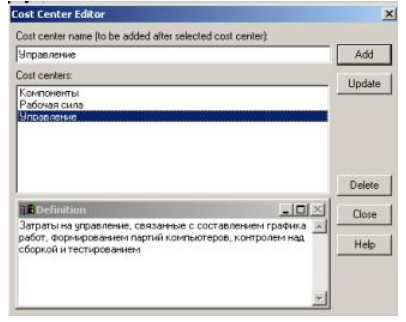 Cost Center Editor
Cost center name (to be added after selected cost center):
Управление
Add
Cost centers:
Update
Компоненты
Рабочая сила
Управление
Delete
Definition
Close
Затраты на управление, связанные с составлением графика
работ, формированием партий компьютеров, контролем над
сборкой и тестированием
Help